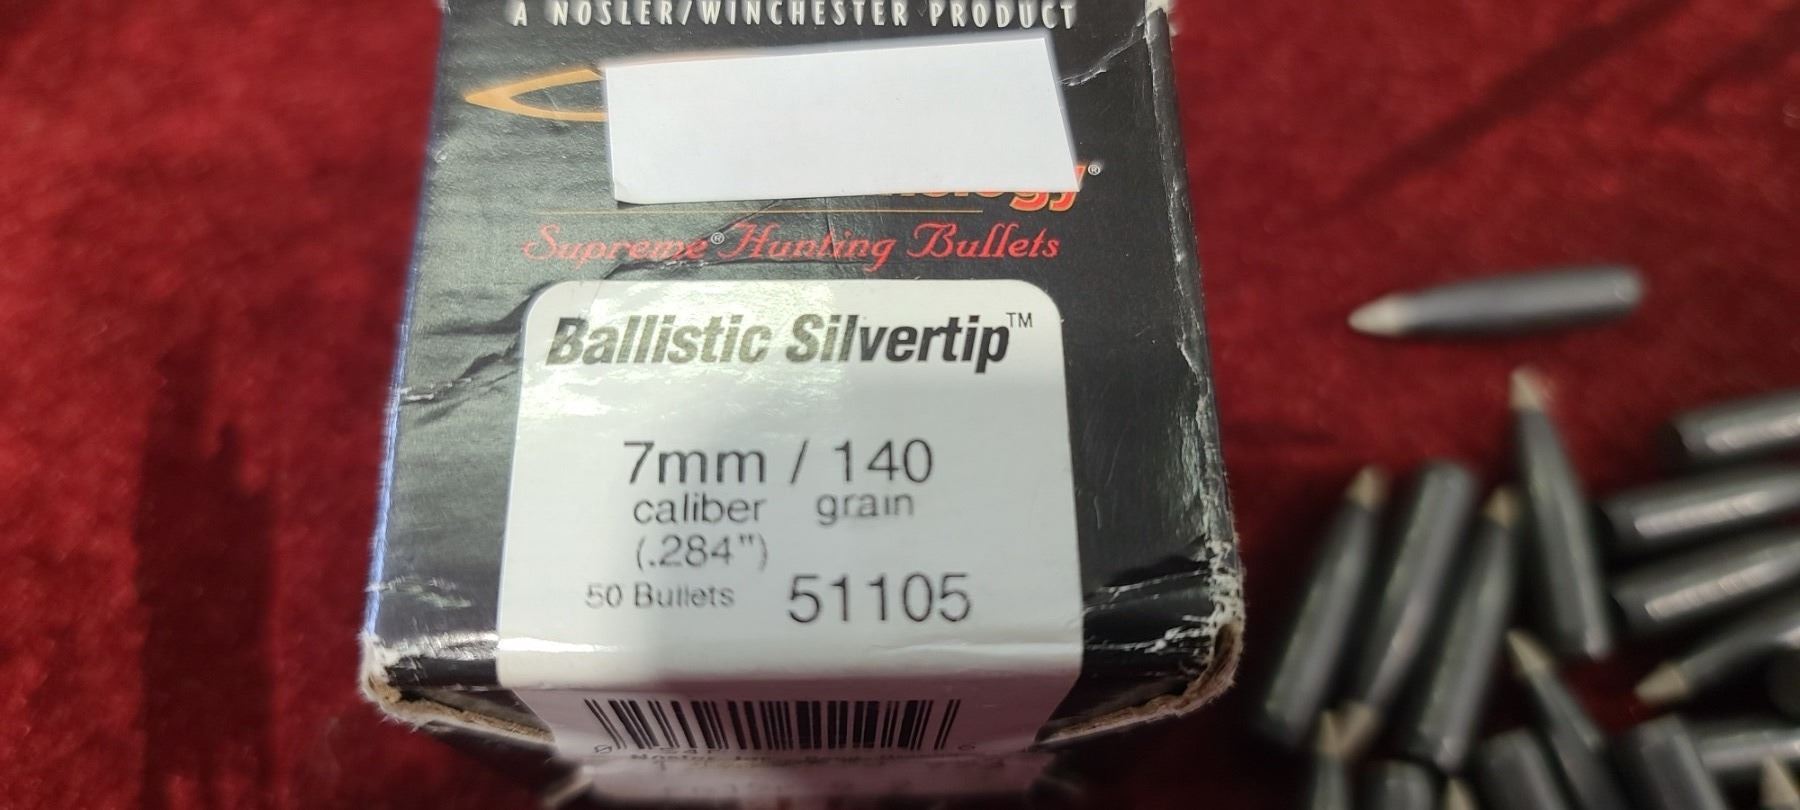 A NOSLER/WINCHESTER PRODUCT
Supreme® Hunting Bullets
Ballistic Silvertip™
7mm / 140
caliber grain
(.284")
50 Bullets 51105